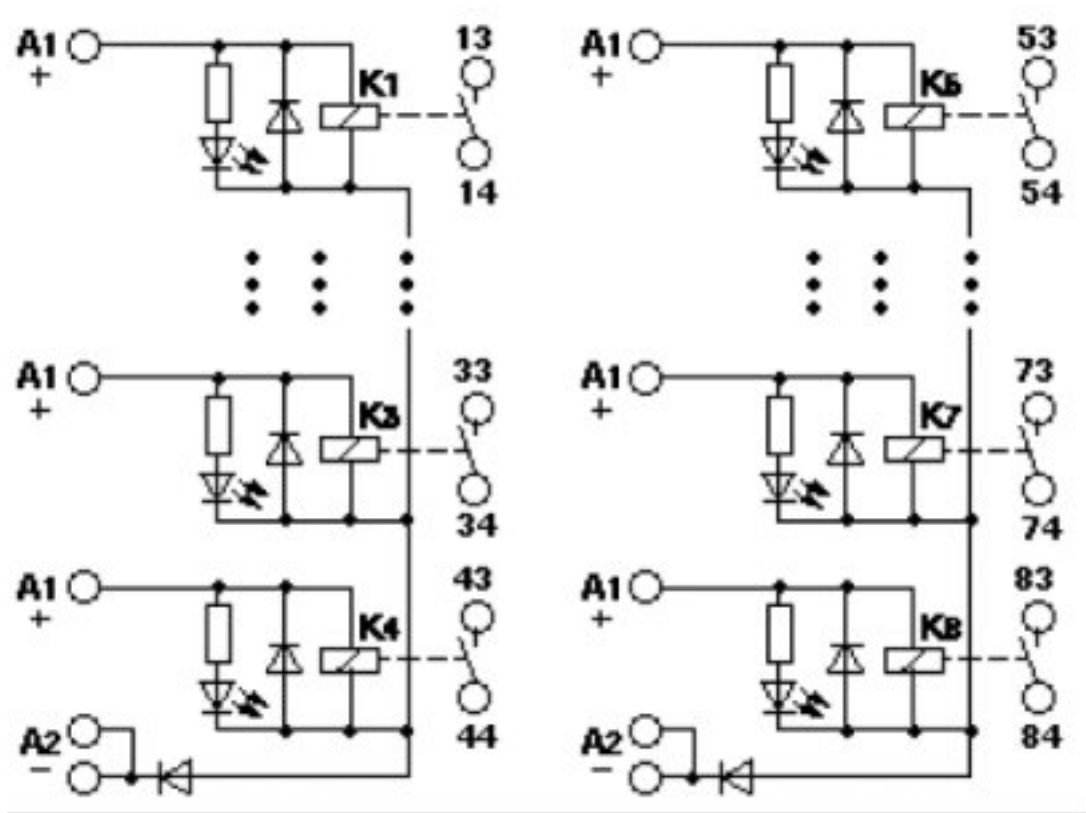 A1 13 A1 53
+ K1 + K5
14 54
A1 33 A1 73
+ K3 + K7
34 74
A1 43 A1 83
+ K4 + K8
A2 44 A2 84
− −